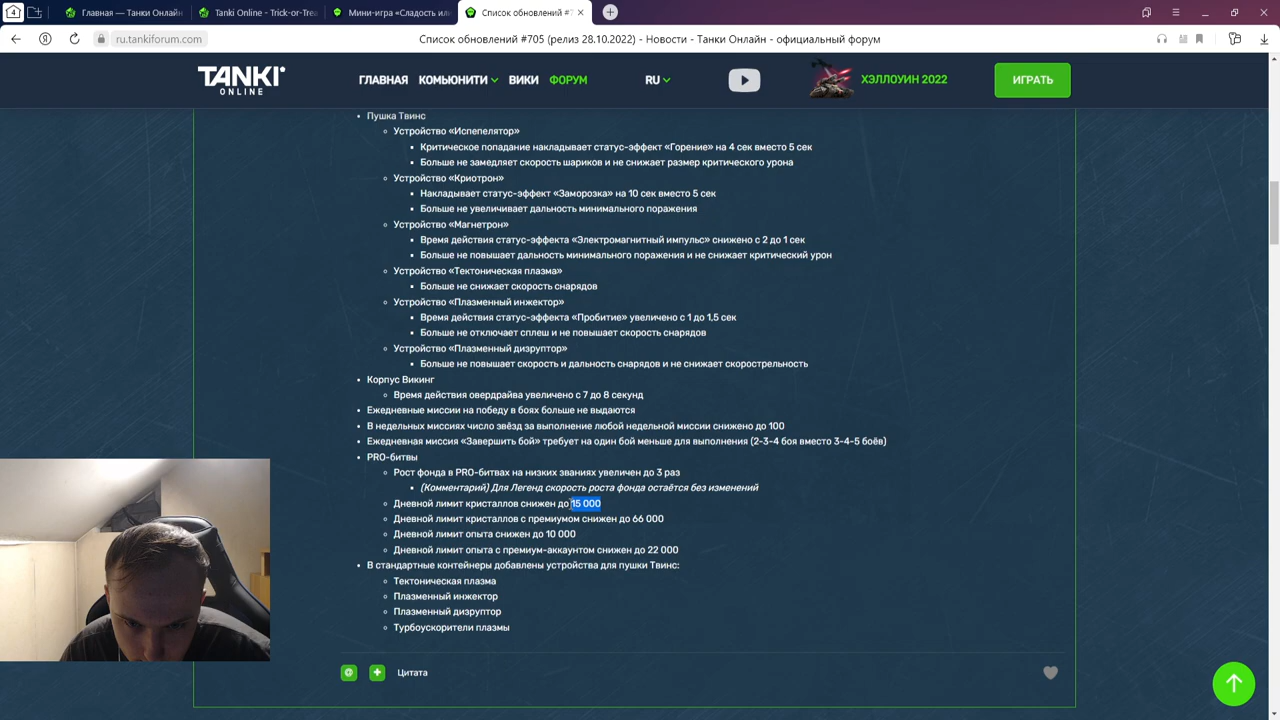 4
Главная — Танки Онлайн
Tanki Online - Trick-or-Trea
Мини-игра «Сладость ил
Список обновлений #7
ru.tankiforum.com
Список обновлений #705 (релиз 28.10.2022) - Новости - Танки Онлайн - официальный форум
TANKI
ONLINE
ГЛАВНАЯ
КОМЬЮНИТИ
ВИКИ
ФОРУМ
RU
ХЭЛЛОУИН 2022
ИГРАТЬ
Пушка Твинс
Устройство «Испепелятор»
Критическое попадание накладывает статус-эффект «Горение» на 4 сек вместо 5 сек
Больше не замедляет скорость шариков и не снижает размер критического урона
Устройство «Криотрон»
Накладывает статус-эффект «Заморозка» на 10 сек вместо 5 сек
Больше не увеличивает дальность минимального поражения
Устройство «Магнетрон»
Время действия статус-эффекта «Электромагнитный импульс» снижено с 2 до 1 сек
Больше не повышает дальность минимального поражения и не снижает критический урон
Устройство «Тектоническая плазма»
Больше не снижает скорость снарядов
Устройство «Плазменный инжектор»
Время действия статус-эффекта «Пробитие» увеличено с 1 до 1,5 сек
Больше не отключает сплеш и не повышает скорость снарядов
Устройство «Плазменный дизруптор»
Больше не повышает скорость и дальность снарядов и не снижает скорострельность
Корпус Викинг
Время действия овердрайва увеличено с 7 до 8 секунд
Ежедневные миссии на победу в боях больше не выдаются
В недельных миссиях число звёзд за выполнение любой недельной миссии снижено до 100
Ежедневная миссия «Завершить бой» требует на один бой меньше для выполнения (2-3-4 боя вместо 3-4-5 боёв)
PRO-битвы
Рост фонда в PRO-битвах на низких званиях увеличен до 3 раз
(Комментарий) Для Легенд скорость роста фонда остаётся без изменений
Дневной лимит кристаллов снижен до 15 000
Дневной лимит кристаллов с премиумом снижен до 66 000
Дневной лимит опыта снижен до 10 000
Дневной лимит опыта с премиум-аккаунтом снижен до 22 000
В стандартные контейнеры добавлены устройства для пушки Твинс:
Тектоническая плазма
Плазменный инжектор
Плазменный дизруптор
Турбоускорители плазмы
Цитата